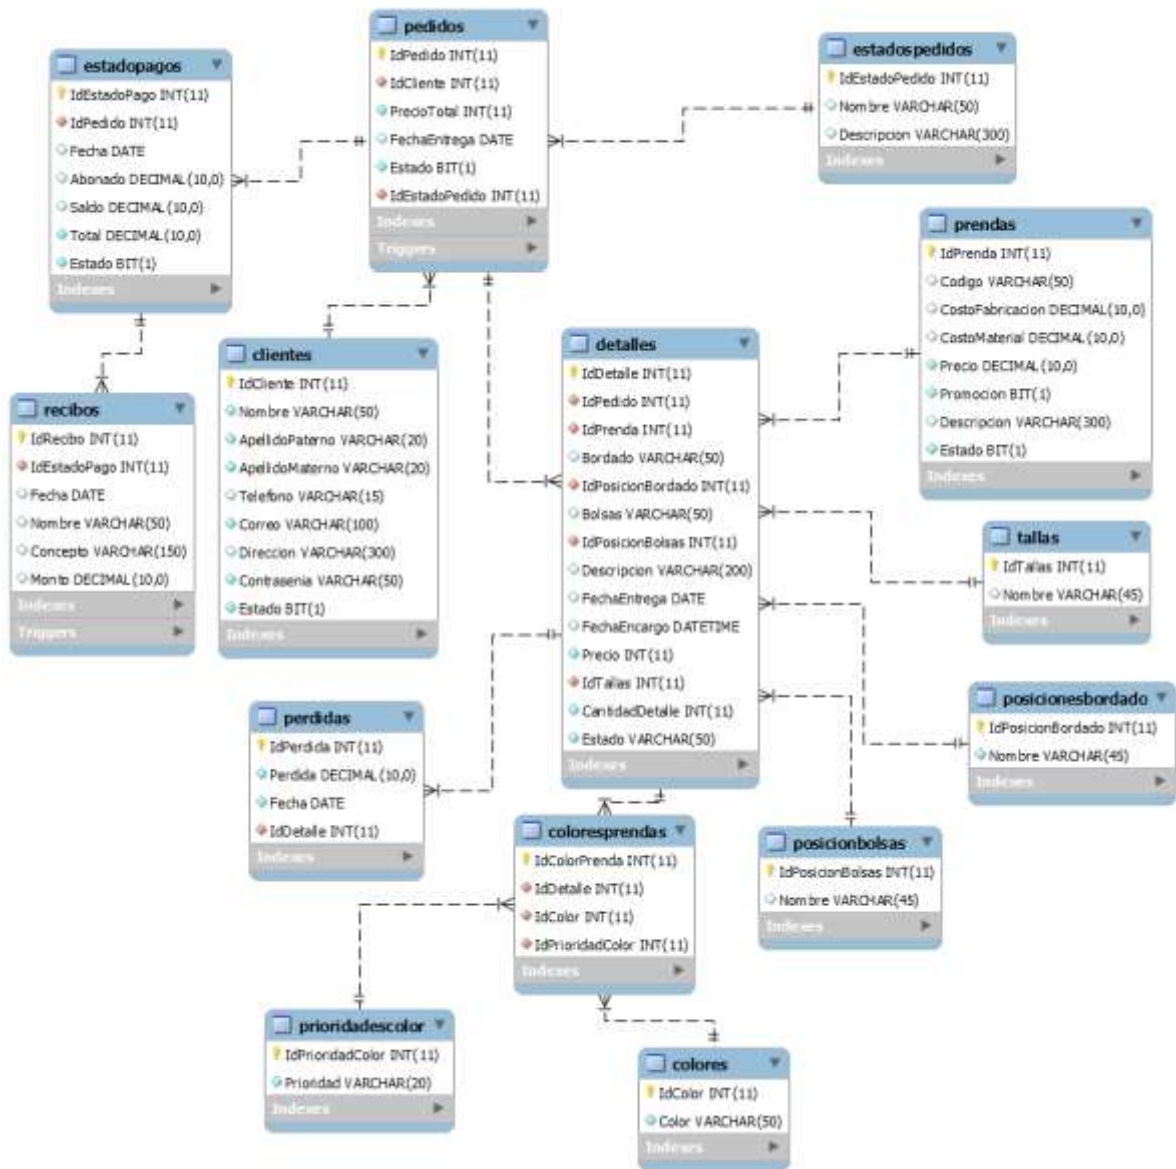 pedidos
IdPedido INT(11)
IdCliente INT(11)
PrecioTotal INT(11)
FechaEntrega DATE
Estado BIT(1)
IdEstadoPedido INT(11)
Indexes
Triggers
estadopagos
IdEstadoPago INT(11)
IdPedido INT(11)
Fecha DATE
Abonado DECIMAL(10,0)
Saldo DECIMAL(10,0)
Total DECIMAL(10,0)
Estado BIT(1)
Indexes
estadospedidos
IdEstadoPedido INT(11)
Nombre VARCHAR(50)
Descripcion VARCHAR(300)
Indexes
prendas
IdPrenda INT(11)
Codigo VARCHAR(50)
CostoFabricacion DECIMAL(10,0)
CostoMaterial DECIMAL(10,0)
Precio DECIMAL(10,0)
Promocion BIT(1)
Descripcion VARCHAR(300)
Estado BIT(1)
Indexes
clientes
IdCliente INT(11)
Nombre VARCHAR(50)
ApellidoPaterno VARCHAR(20)
ApellidoMaterno VARCHAR(20)
Telefono VARCHAR(15)
Correo VARCHAR(100)
Direccion VARCHAR(300)
Contrasenia VARCHAR(50)
Estado BIT(1)
Indexes
detalles
IdDetalle INT(11)
IdPedido INT(11)
IdPrenda INT(11)
Bordado VARCHAR(50)
IdPosicionBordado INT(11)
Bolsas VARCHAR(50)
IdPosicionBolsas INT(11)
Descripcion VARCHAR(200)
FechaEntrega DATE
FechaEncargo DATETIME
Precio INT(11)
IdTallas INT(11)
CantidadDetalle INT(11)
Estado VARCHAR(50)
Indexes
recibos
IdRecibo INT(11)
IdEstadoPago INT(11)
Fecha DATE
Nombre VARCHAR(50)
Concepto VARCHAR(150)
Monto DECIMAL(10,0)
Indexes
Triggers
tallas
IdTallas INT(11)
Nombre VARCHAR(45)
Indexes
posicionesbordado
IdPosicionBordado INT(11)
Nombre VARCHAR(45)
Indexes
perdidas
IdPerdida INT(11)
Perdida DECIMAL(10,0)
Fecha DATE
IdDetalle INT(11)
Indexes
coloresprendas
IdColorPrenda INT(11)
IdDetalle INT(11)
IdColor INT(11)
IdPrioridadColor INT(11)
Indexes
posicionbolsas
IdPosicionBolsas INT(11)
Nombre VARCHAR(45)
Indexes
prioridadescolor
IdPrioridadColor INT(11)
Prioridad VARCHAR(20)
Indexes
colores
IdColor INT(11)
Color VARCHAR(50)
Indexes